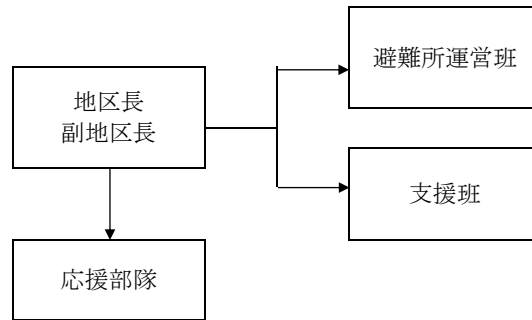 避難所運営班
地区長
副地区長
支援班
応援部隊